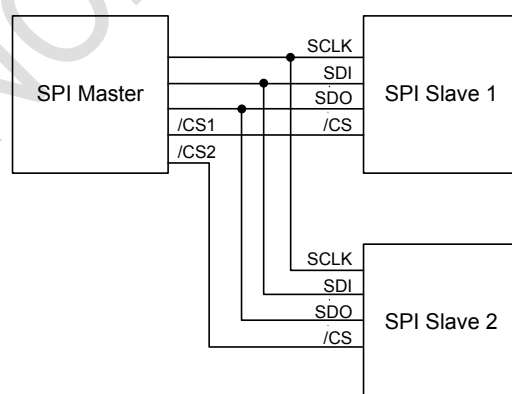 SPI Master
/CS1
/CS2
SCLK
SDI
SDO
/CS
SPI Slave 1
SCLK
SDI
SDO
/CS
SPI Slave 2